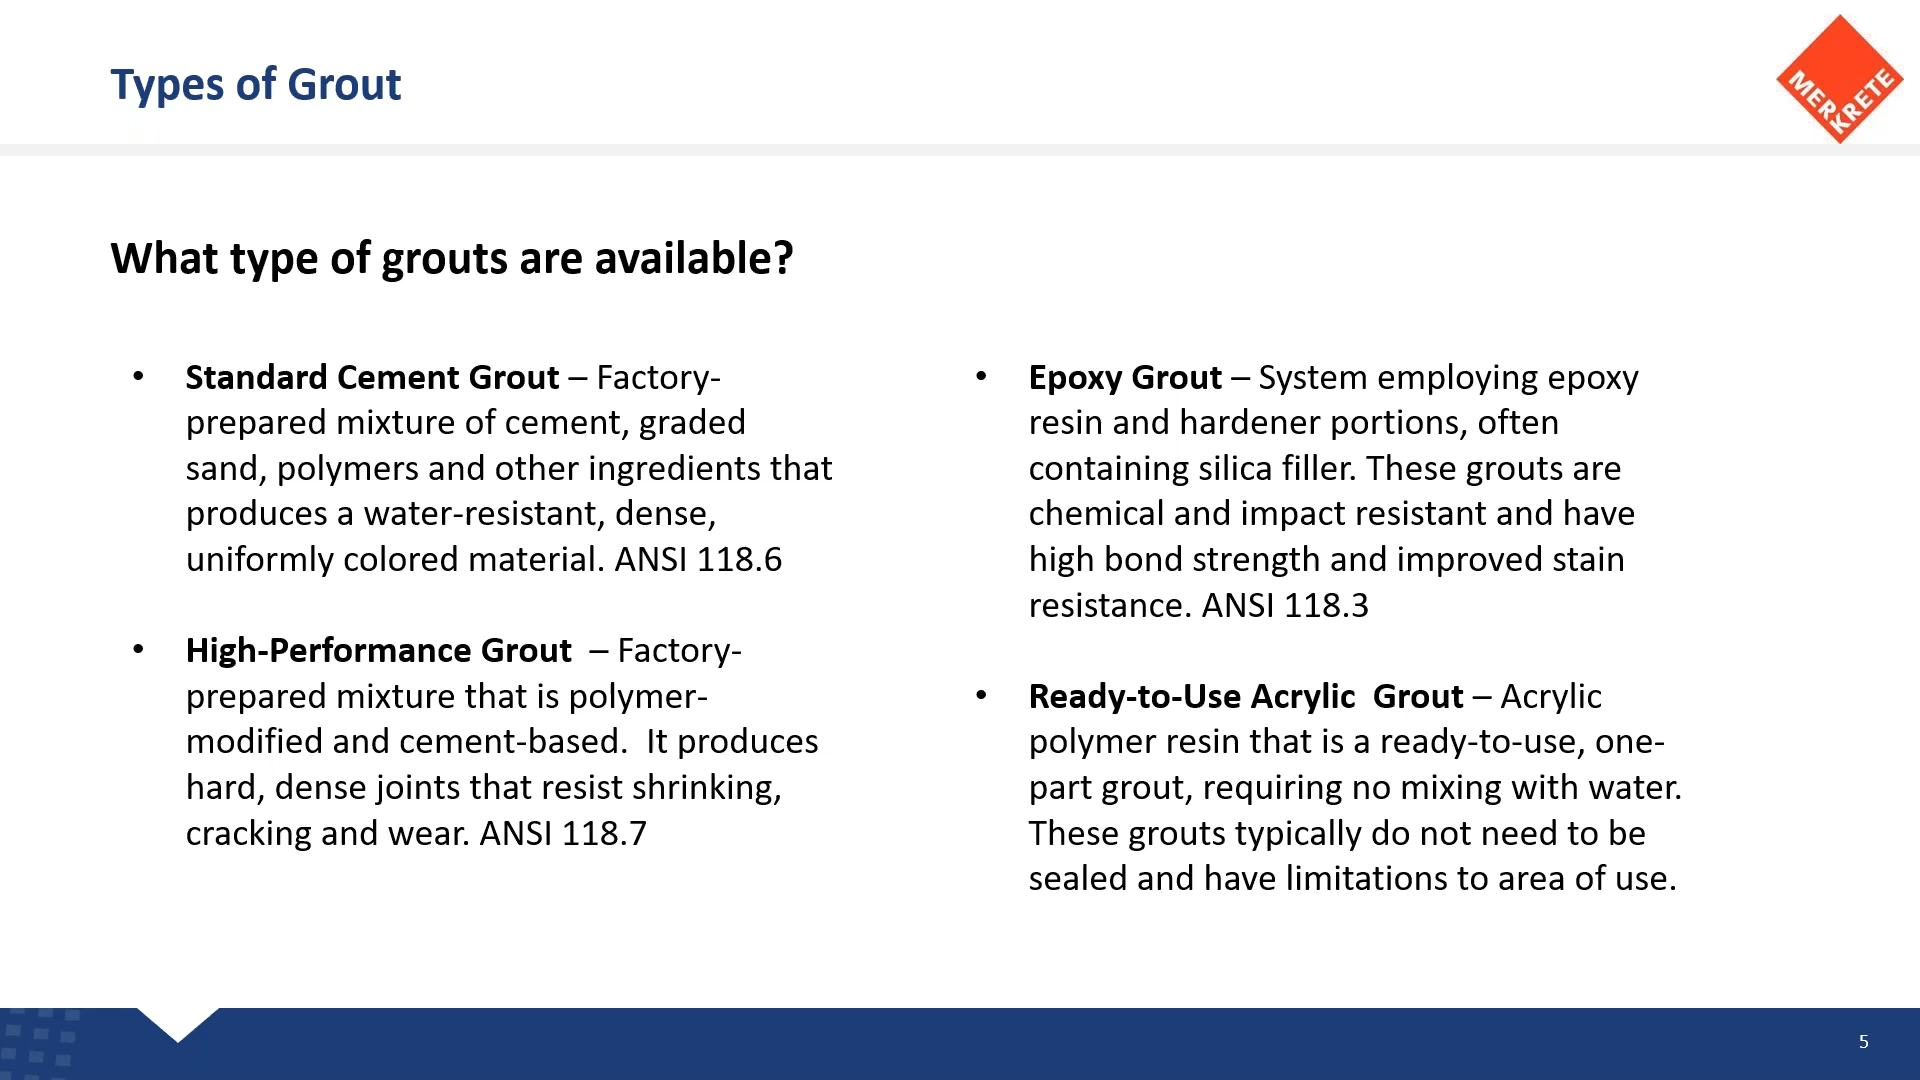 Types of Grout
MERKRETE
What type of grouts are available?
• Standard Cement Grout – Factory-
prepared mixture of cement, graded
sand, polymers and other ingredients that
produces a water-resistant, dense,
uniformly colored material. ANSI 118.6
• High-Performance Grout – Factory-
prepared mixture that is polymer-
modified and cement-based. It produces
hard, dense joints that resist shrinking,
cracking and wear. ANSI 118.7
• Epoxy Grout – System employing epoxy
resin and hardener portions, often
containing silica filler. These grouts are
chemical and impact resistant and have
high bond strength and improved stain
resistance. ANSI 118.3
• Ready-to-Use Acrylic Grout – Acrylic
polymer resin that is a ready-to-use, one-
part grout, requiring no mixing with water.
These grouts typically do not need to be
sealed and have limitations to area of use.
5